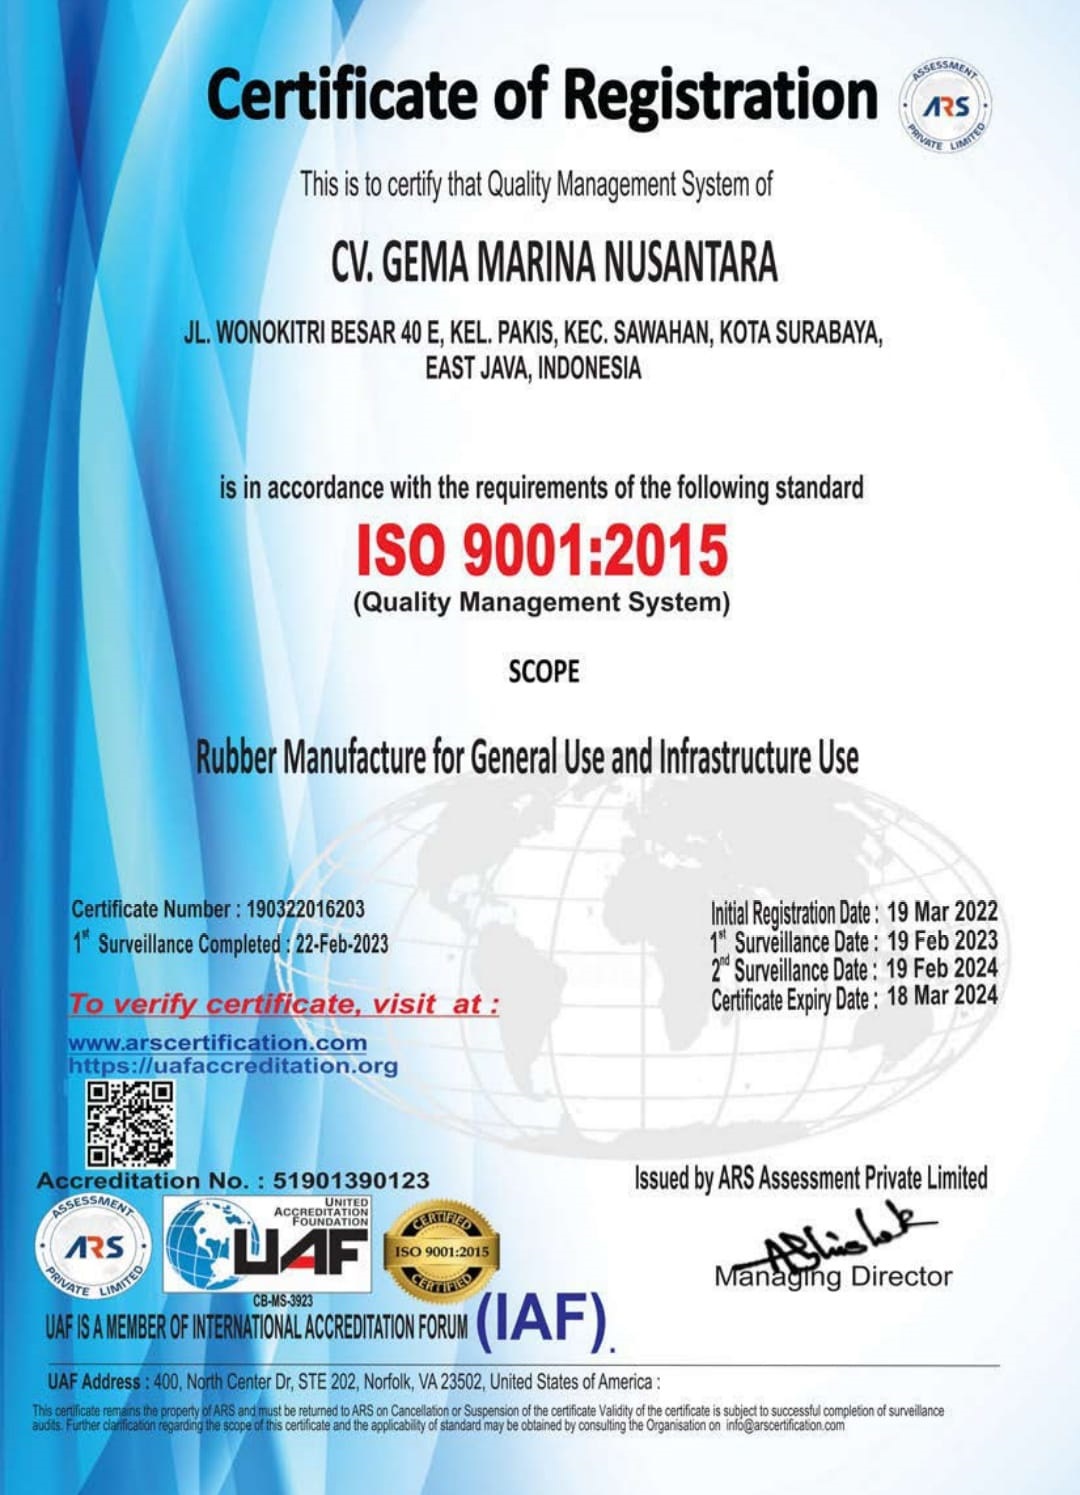 Certificate of Registration
ASSESSMENT
ARS
PRIVATE LIMITED
This is to certify that Quality Management System of
CV. GEMA MARINA NUSANTARA
JL. WONOKITRI BESAR 40 E, KEL. PAKIS, KEC. SAWAHAN, KOTA SURABAYA,
EAST JAVA, INDONESIA
is in accordance with the requirements of the following standard
ISO 9001:2015
(Quality Management System)
SCOPE
Rubber Manufacture for General Use and Infrastructure Use
Certificate Number : 190322016203
1st Surveillance Completed : 22-Feb-2023
Initial Registration Date : 19 Mar 2022
1st Surveillance Date : 19 Feb 2023
2nd Surveillance Date : 19 Feb 2024
Certificate Expiry Date : 18 Mar 2024
To verify certificate, visit at :
www.arscertification.com
https://uafaccreditation.org
Accreditation No. : 51901390123
ASSESSMENT
ARS
PRIVATE LIMITED
UNITED
ACCREDITATION
FOUNDATION
UAF
CB-MS-3923
CERTIFIED
ISO 9001:2015
CERTIFIED
Issued by ARS Assessment Private Limited
Abhishek
Managing Director
UAF IS A MEMBER OF INTERNATIONAL ACCREDITATION FORUM (IAF).
UAF Address : 400, North Center Dr, STE 202, Norfolk, VA 23502, United States of America :
This certificate remains the property of ARS and must be returned to ARS on Cancellation or Suspension of the certificate Validity of the certificate is subject to successful completion of surveillance
audits. Further clarification regarding the scope of this certificate and the applicability of standard may be obtained by consulting the Organisation on info@arscertification.com